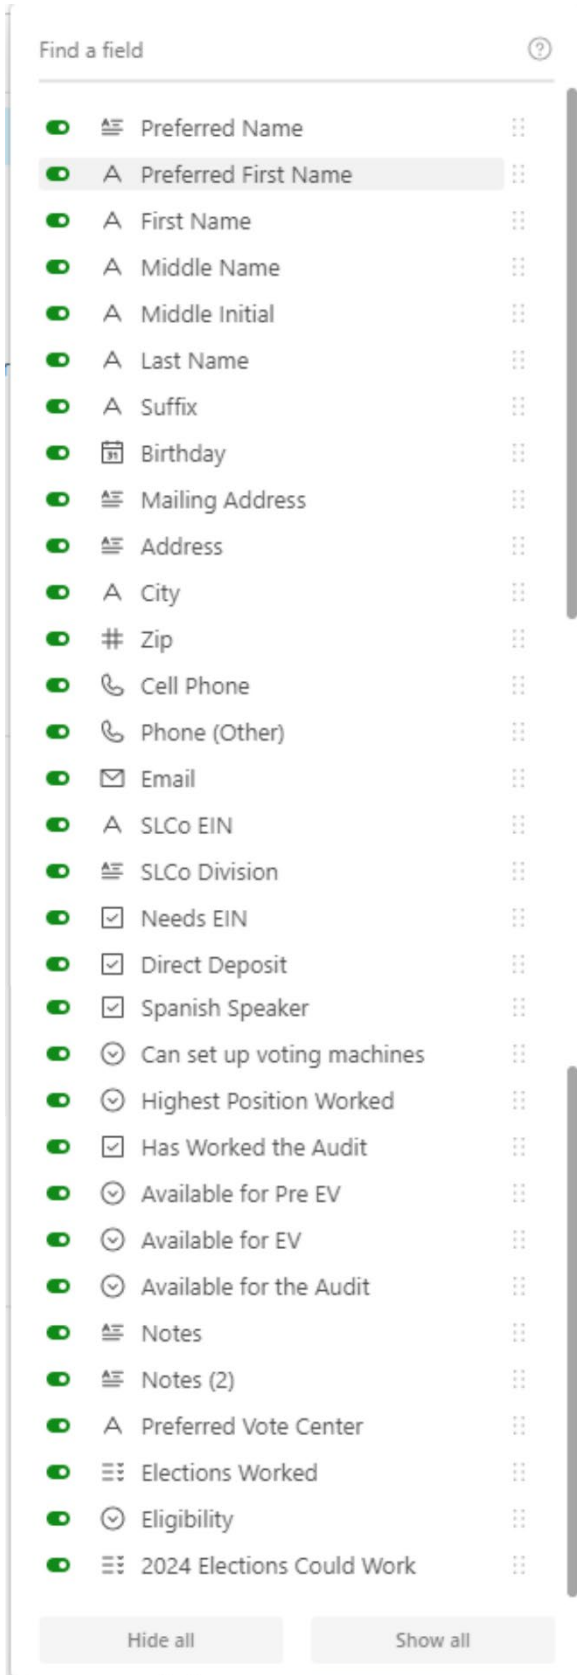 Find a field
Preferred Name
Preferred First Name
First Name
Middle Name
Middle Initial
Last Name
Suffix
Birthday
Mailing Address
Address
City
Zip
Cell Phone
Phone (Other)
Email
SLCo EIN
SLCo Division
Needs EIN
Direct Deposit
Spanish Speaker
Can set up voting machines
Highest Position Worked
Has Worked the Audit
Available for Pre EV
Available for EV
Available for the Audit
Notes
Notes (2)
Preferred Vote Center
Elections Worked
Eligibility
2024 Elections Could Work
Hide all
Show all